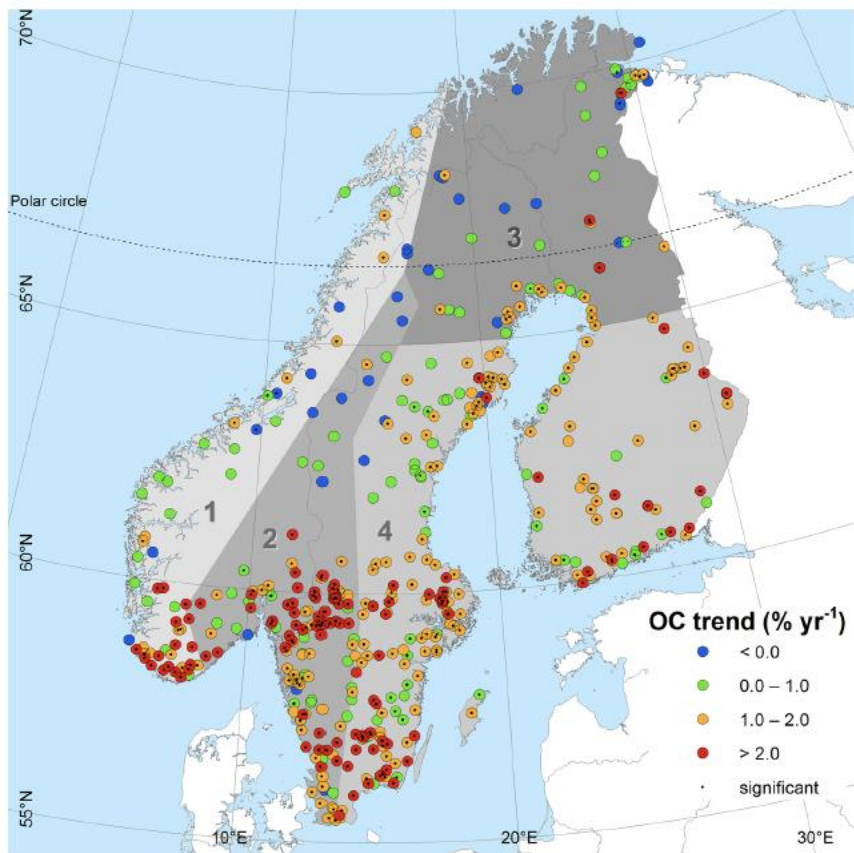 70°N
Polar circle
3
65°N
1
2
4
60°N
OC trend (% yr⁻¹)
< 0.0
0.0 – 1.0
1.0 – 2.0
> 2.0
significant
55°N
10°E
20°E
30°E